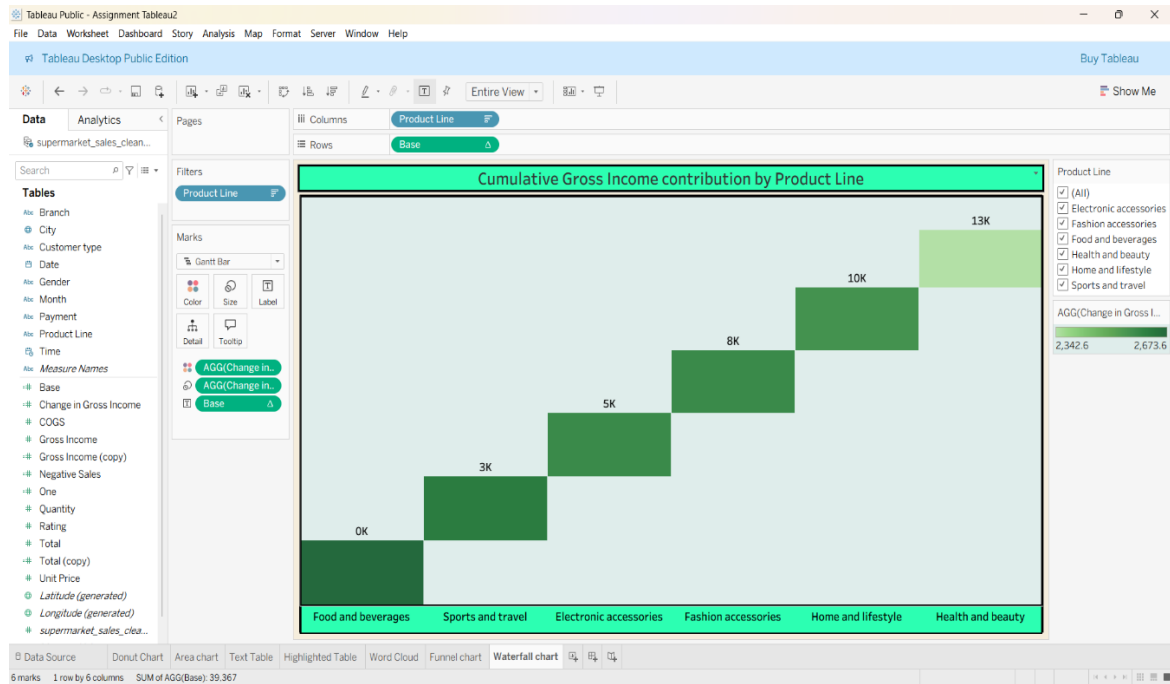 Tableau Public - Assignment Tableau2
File Data Worksheet Dashboard Story Analysis Map Format Server Window Help
Tableau Desktop Public Edition
Buy Tableau
Entire View
Show Me
Data Analytics
supermarket_sales_clean...
Search
Tables
Abc Branch
City
Abc Customer type
Date
Abc Gender
Abc Month
Abc Payment
Abc Product Line
Time
Abc Measure Names
=# Base
=# Change in Gross Income
# COGS
# Gross Income
=# Gross Income (copy)
=# Negative Sales
=# One
# Quantity
# Rating
# Total
=# Total (copy)
# Unit Price
Latitude (generated)
Longitude (generated)
# supermarket_sales_clea...
Pages
Filters
Product Line
Marks
Gantt Bar
Color Size Label
Detail Tooltip
AGG(Change in..
AGG(Change in..
Base Δ
Columns Product Line
Rows Base Δ
Cumulative Gross Income contribution by Product Line
13K
10K
8K
5K
3K
0K
Food and beverages Sports and travel Electronic accessories Fashion accessories Home and lifestyle Health and beauty
Product Line
(All)
Electronic accessories
Fashion accessories
Food and beverages
Health and beauty
Home and lifestyle
Sports and travel
AGG(Change in Gross I...
2,342.6 2,673.6
Data Source Donut Chart Area chart Text Table Highlighted Table Word Cloud Funnel chart Waterfall chart
6 marks 1 row by 6 columns SUM of AGG(Base): 39,367